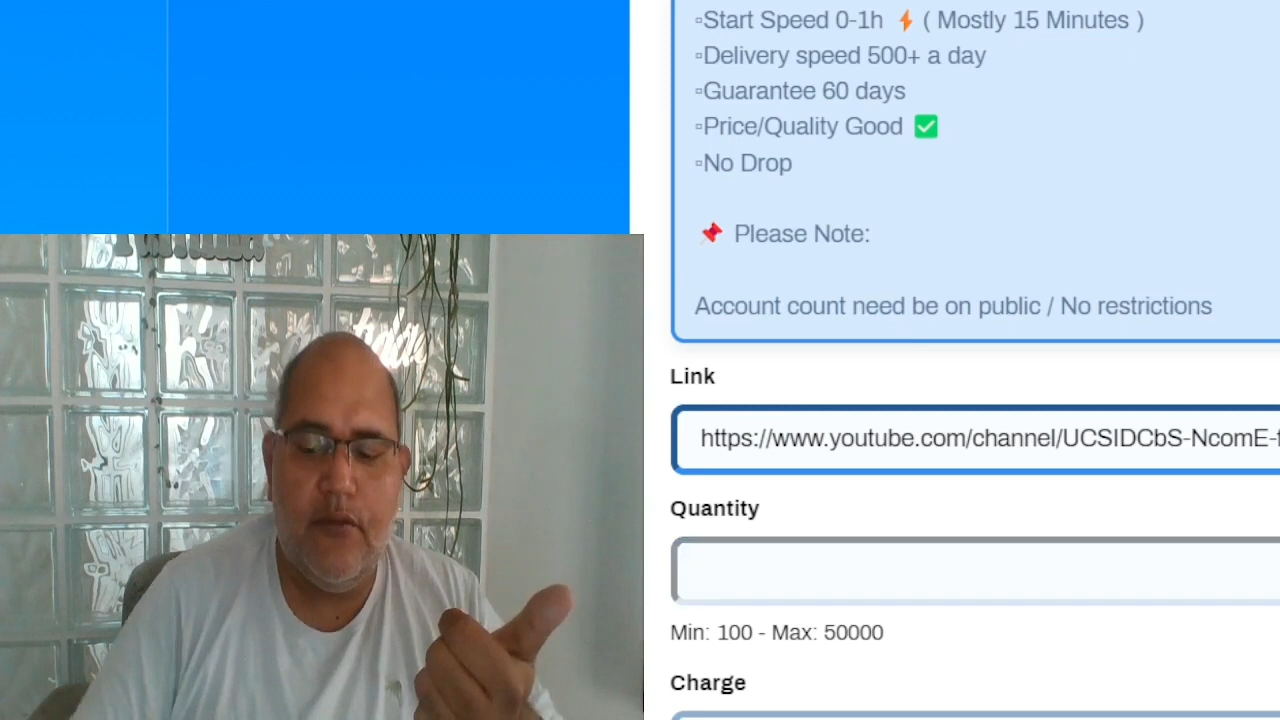 ▫Start Speed 0-1h ⚡ ( Mostly 15 Minutes )
▫Delivery speed 500+ a day
▫Guarantee 60 days
▫Price/Quality Good ✅
▫No Drop
📌 Please Note:
Account count need be on public / No restrictions
Link
https://www.youtube.com/channel/UCSIDCbS-NcomE-
Quantity
Min: 100 - Max: 50000
Charge